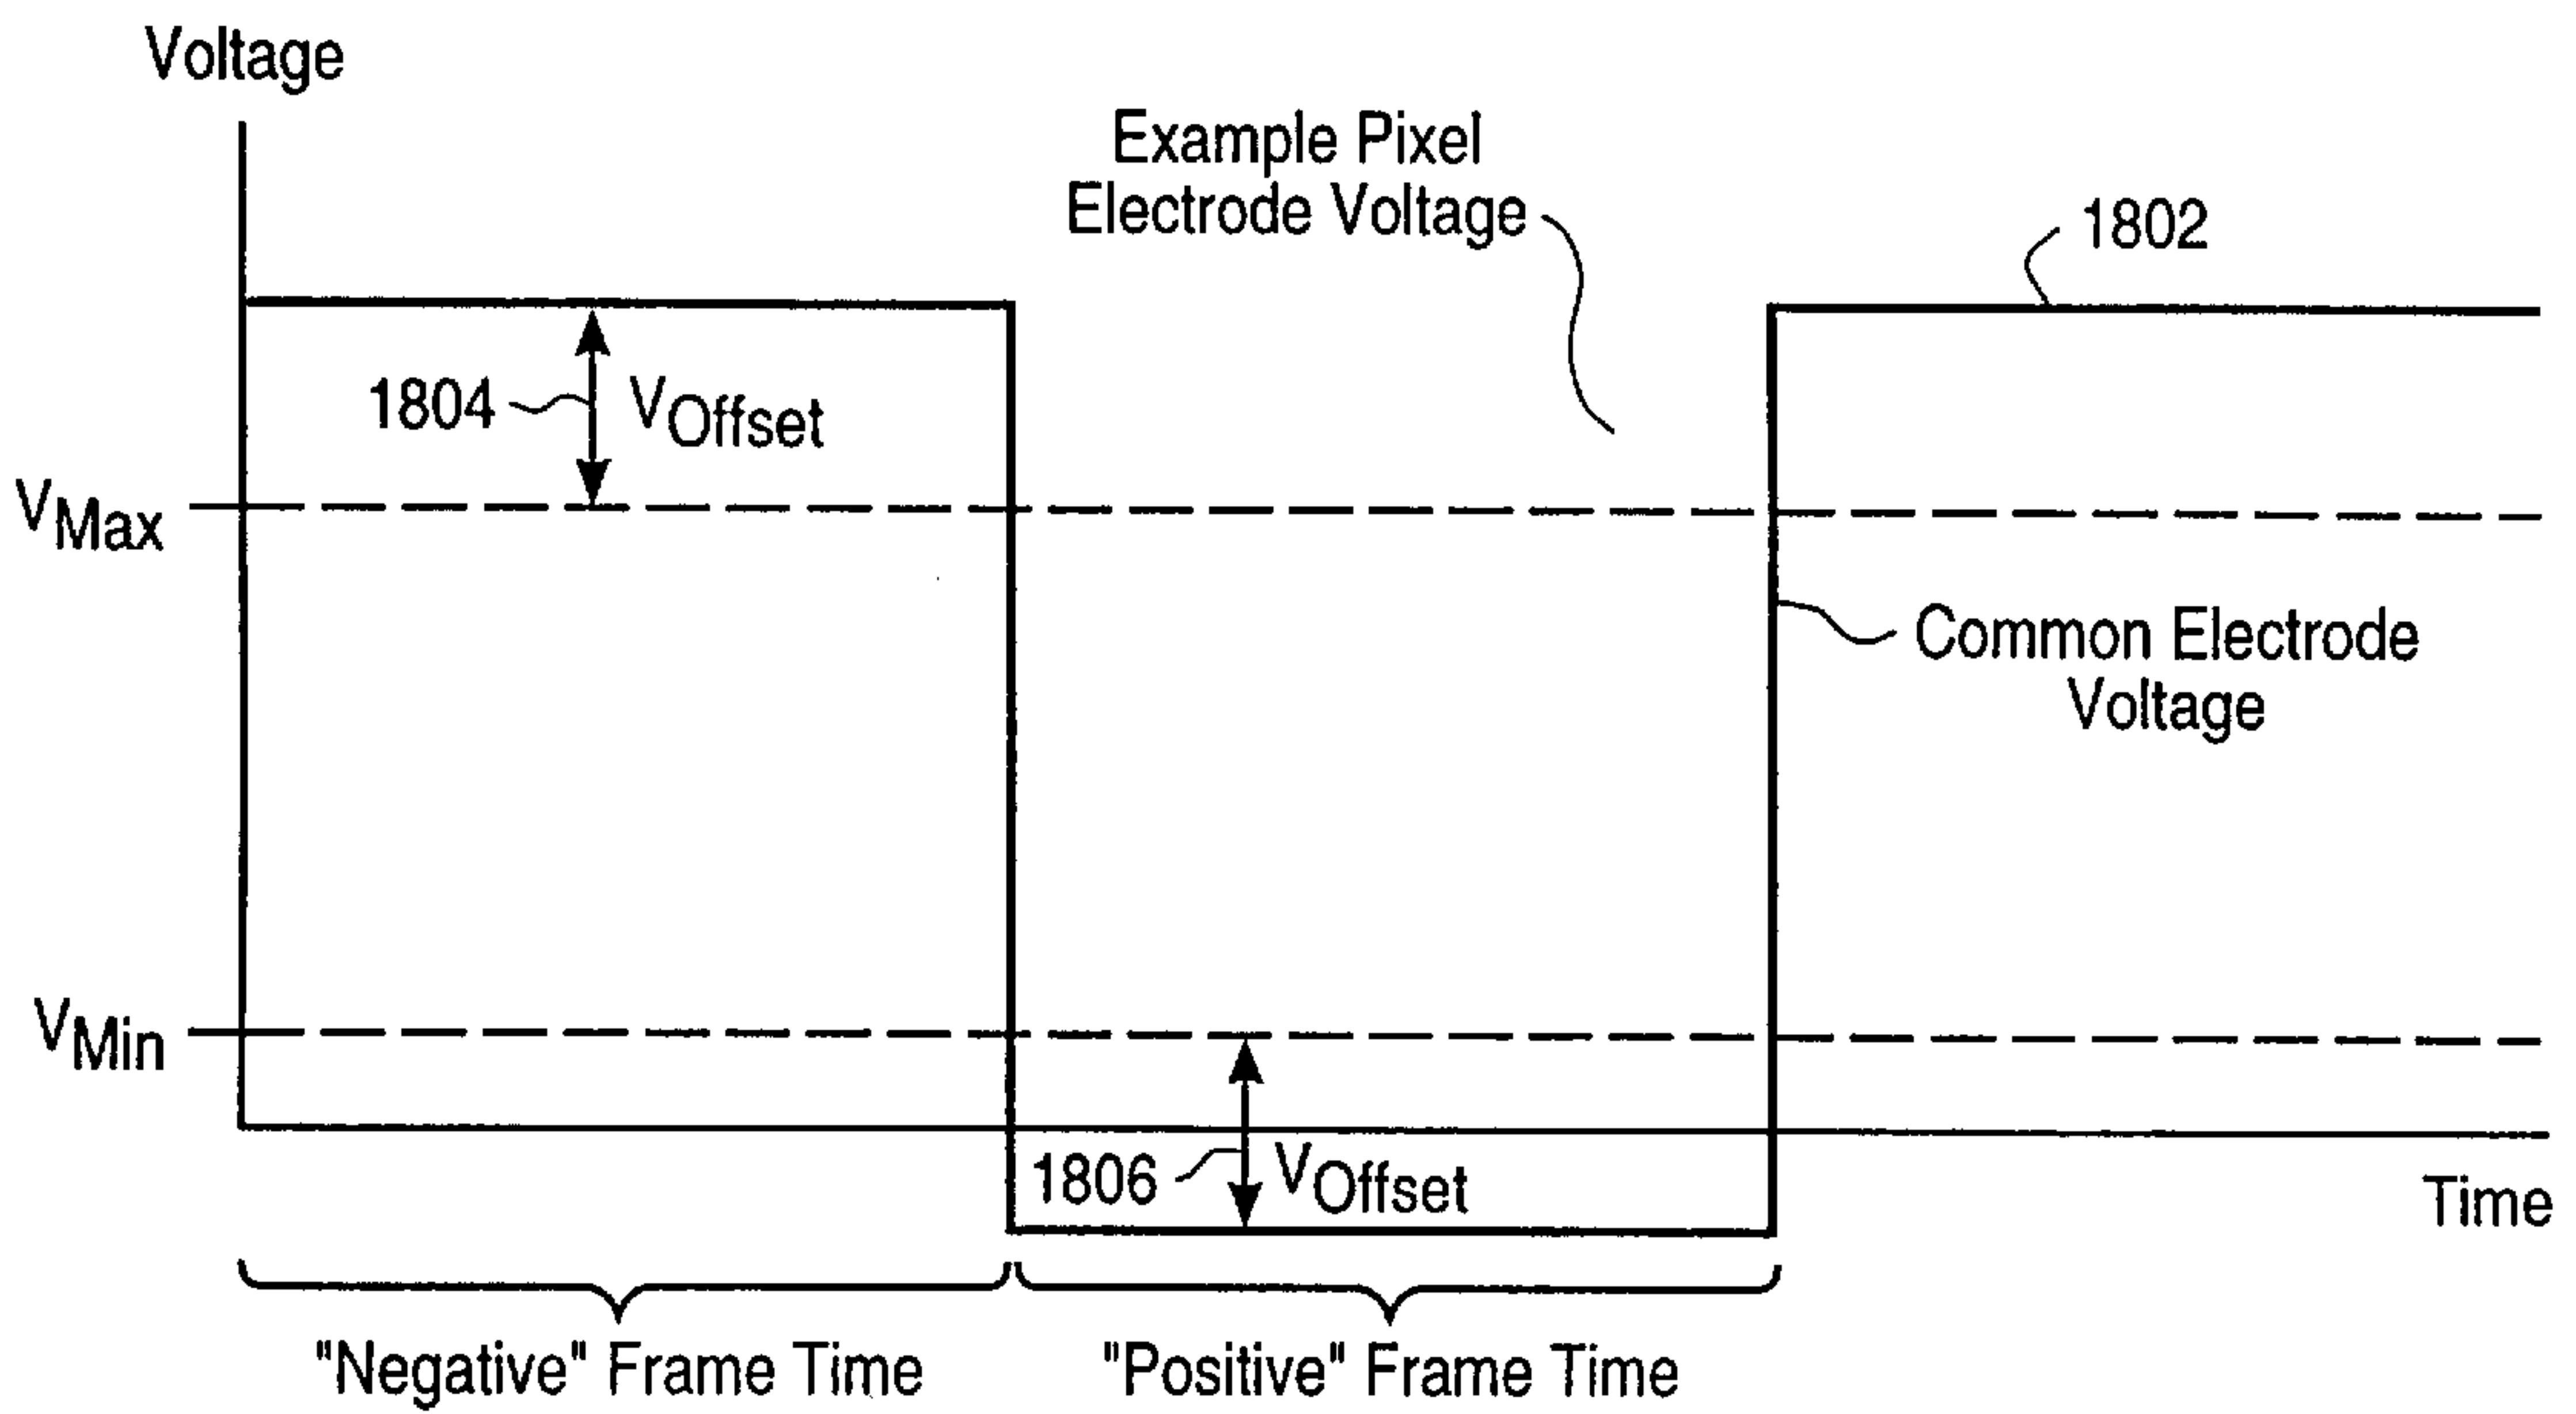 Voltage
Example Pixel
Electrode Voltage
1802
1804
VOffset
VMax
Common Electrode
Voltage
VMin
1806
VOffset
Time
"Negative" Frame Time
"Positive" Frame Time